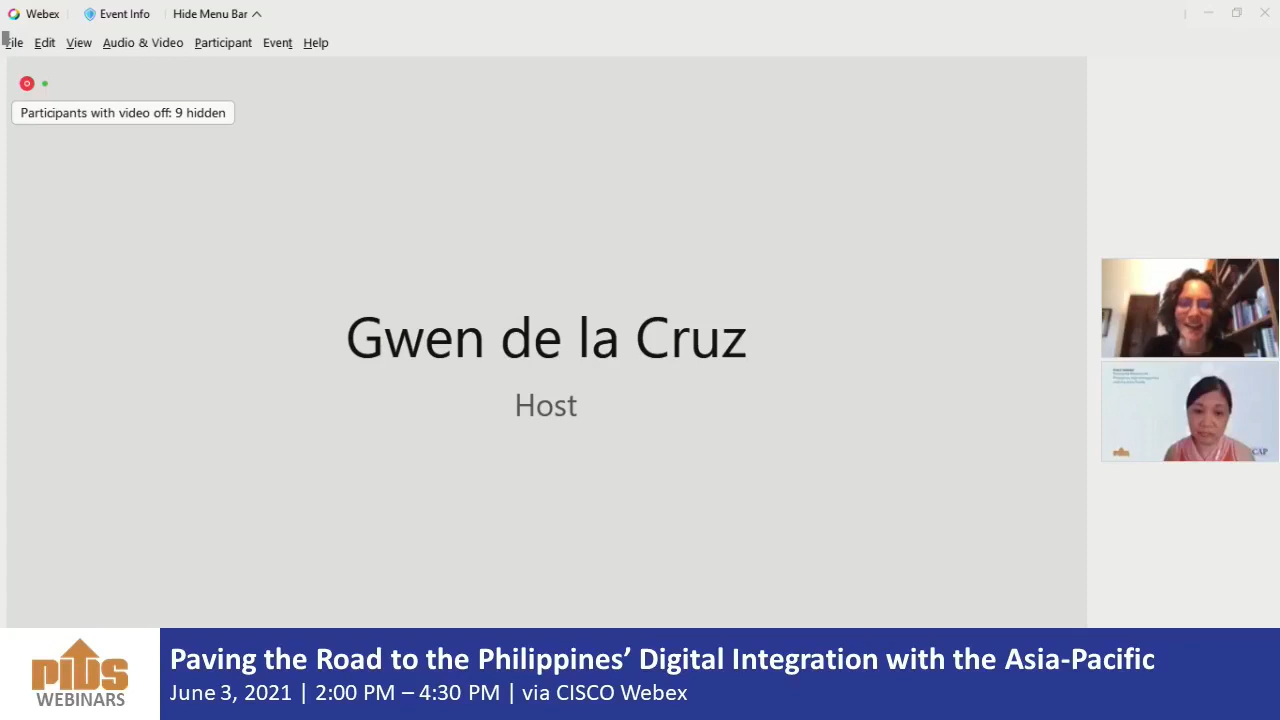 Webex Event Info Hide Menu Bar
File Edit View Audio & Video Participant Event Help
Participants with video off: 9 hidden
Gwen de la Cruz
Host
CAP
PIDS
WEBINARS
Paving the Road to the Philippines’ Digital Integration with the Asia-Pacific
June 3, 2021 | 2:00 PM – 4:30 PM | via CISCO Webex